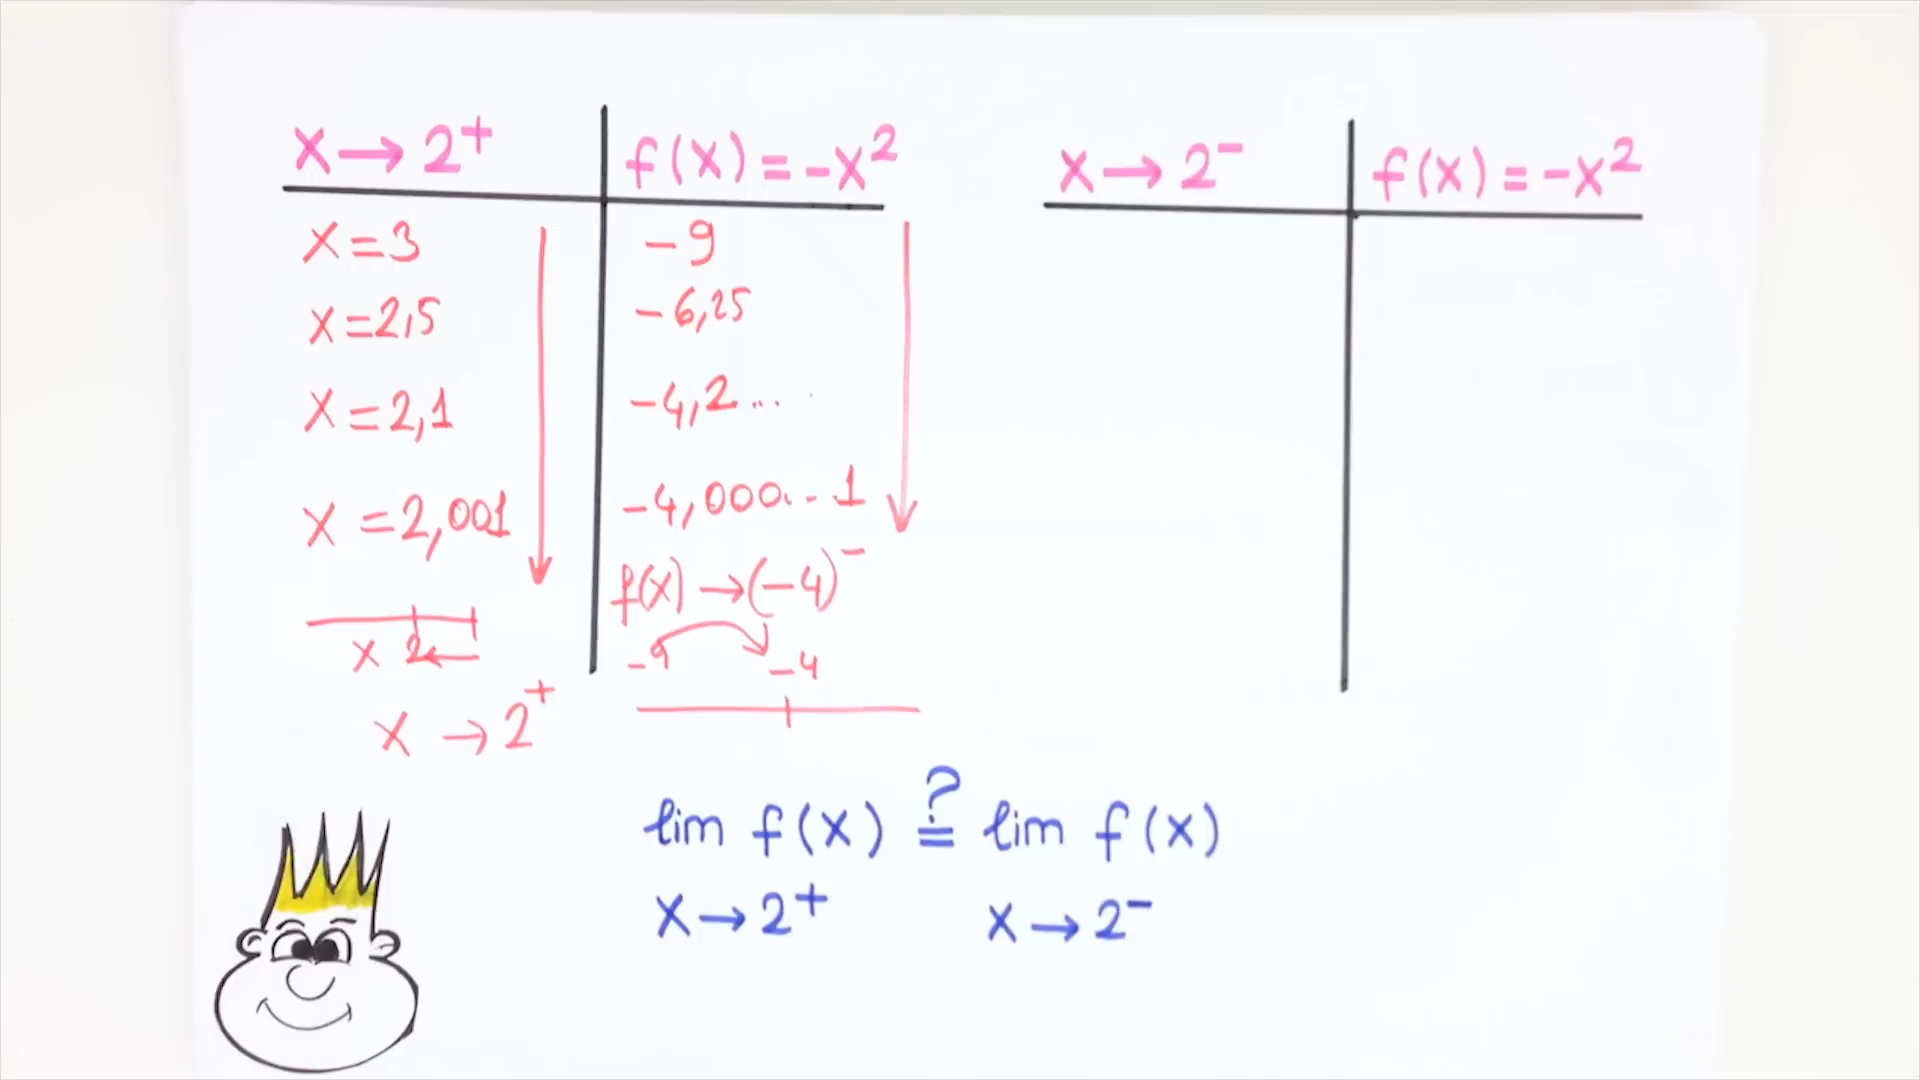 x → 2⁺ f(x) = -x²
x = 3 -9
x = 2,5 -6,25
x = 2,1 -4,2...
x = 2,001 -4,000...1
f(x) → (-4)⁻
x 2 -9 -4
x → 2⁺
x → 2⁻ f(x) = -x²
lim f(x) ≟ lim f(x)
x → 2⁺ x → 2⁻